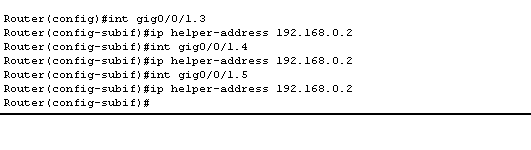 Router(config)#int gig0/0/1.3
Router(config-subif)#ip helper-address 192.168.0.2
Router(config-subif)#int gig0/0/1.4
Router(config-subif)#ip helper-address 192.168.0.2
Router(config-subif)#int gig0/0/1.5
Router(config-subif)#ip helper-address 192.168.0.2
Router(config-subif)#